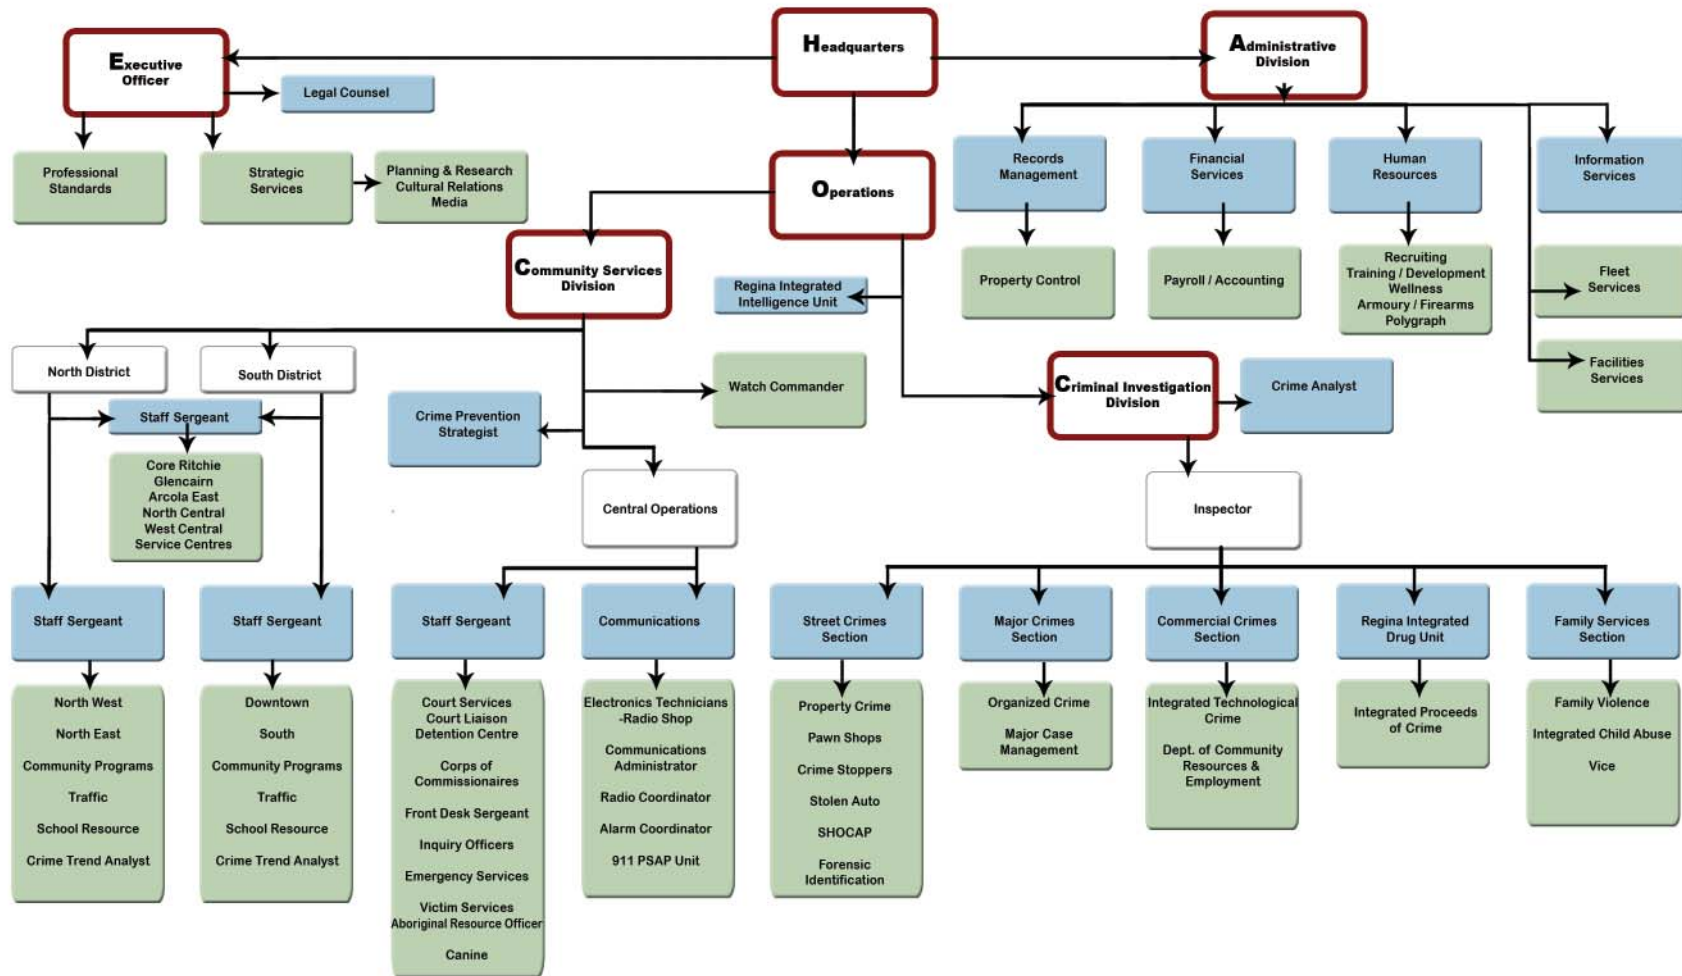 Headquarters
Executive
Officer
Administrative
Division
Legal Counsel
Professional
Standards
Strategic
Services
Planning & Research
Cultural Relations
Media
Operations
Records
Management
Financial
Services
Human
Resources
Information
Services
Community Services
Division
Regina Integrated
Intelligence Unit
Property Control
Payroll / Accounting
Recruiting
Training / Development
Wellness
Armoury / Firearms
Polygraph
Fleet
Services
Facilities
Services
North District
South District
Watch Commander
Criminal Investigation
Division
Crime Analyst
Staff Sergeant
Crime Prevention
Strategist
Core Ritchie
Glencairn
Arcola East
North Central
West Central
Service Centres
Central Operations
Inspector
Staff Sergeant
Staff Sergeant
Staff Sergeant
Communications
Street Crimes
Section
Major Crimes
Section
Commercial Crimes
Section
Regina Integrated
Drug Unit
Family Services
Section
North West
North East
Community Programs
Traffic
School Resource
Crime Trend Analyst
Downtown
South
Community Programs
Traffic
School Resource
Crime Trend Analyst
Court Services
Court Liaison
Detention Centre
Corps of
Commissionaires
Front Desk Sergeant
Inquiry Officers
Emergency Services
Victim Services
Aboriginal Resource Officer
Canine
Electronics Technicians
-Radio Shop
Communications
Administrator
Radio Coordinator
Alarm Coordinator
911 PSAP Unit
Property Crime
Pawn Shops
Crime Stoppers
Stolen Auto
SHOCAP
Forensic
Identification
Organized Crime
Major Case
Management
Integrated Technological
Crime
Dept. of Community
Resources &
Employment
Integrated Proceeds
of Crime
Family Violence
Integrated Child Abuse
Vice